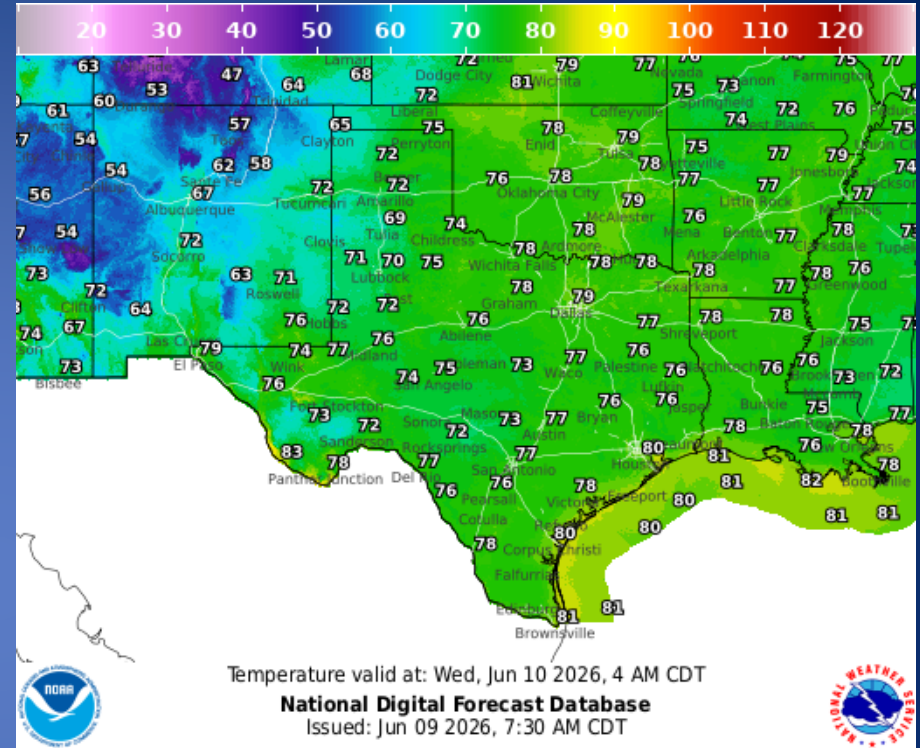 20 30 40 50 60 70 80 90 100 110 120
63 47 64 Lamar 68 72 79 77 76 75 77
53 Trinidad Dodge City 81 Wichita Nevada 73 Farmington
61 60 72 75 Springfield 72 76
Liberal Coffeyville
57 65 75 78 79 74 West Plains 75
54 Clayton Perryton Enid Tulsa 75 Union City
54 62 58 72 78 77 79 74
Santa Fe Fayetteville Jonesboro
56 67 72 72 76 78 77 77 77
Albuquerque Tucumcari Amarillo Oklahoma City Little Rock Memphis
54 69 74 79 76 78
72 Clovis Tulia Childress McAlester Mena Benton 77 Clarksdale
Socorro 78 Ardmore Arkadelphia
73 63 71 71 70 75 78 78 78 78 78 76
72 Roswell Lubbock Wichita Falls Texarkana 77 Greenwood
Clifton 64 72 72 78 79
74 67 76 Hobbs Graham Dallas 78 78
79 76 76 Abilene 77 Shreveport 75
El Paso 74 77 Midland Jackson
73 Wink 75 73 77 76 76 76 76
Bisbee 76 74 San Angelo Waco Palestine 73 72
Lufkin
Fort Stockton 76 76 Jasper Bunkie 75
73 72 Sonora 72 73 77 Bryan 78 Baton Rouge 77
Sanderson Rocksprings Austin 78
83 78 77 77 80 81 76 New Orleans
Del Rio San Antonio Houston 78
76 76 78 Freeport 80 81 82 Boothville
Pearsall Victoria
Cotulla 80 80 81 81
78 Corpus Christi
Falfurrias
Edinburg 81 81
Brownsville
Temperature valid at: Wed, Jun 10 2026, 4 AM CDT
National Digital Forecast Database
Issued: Jun 09 2026, 7:30 AM CDT
NOAA
NATIONAL WEATHER SERVICE